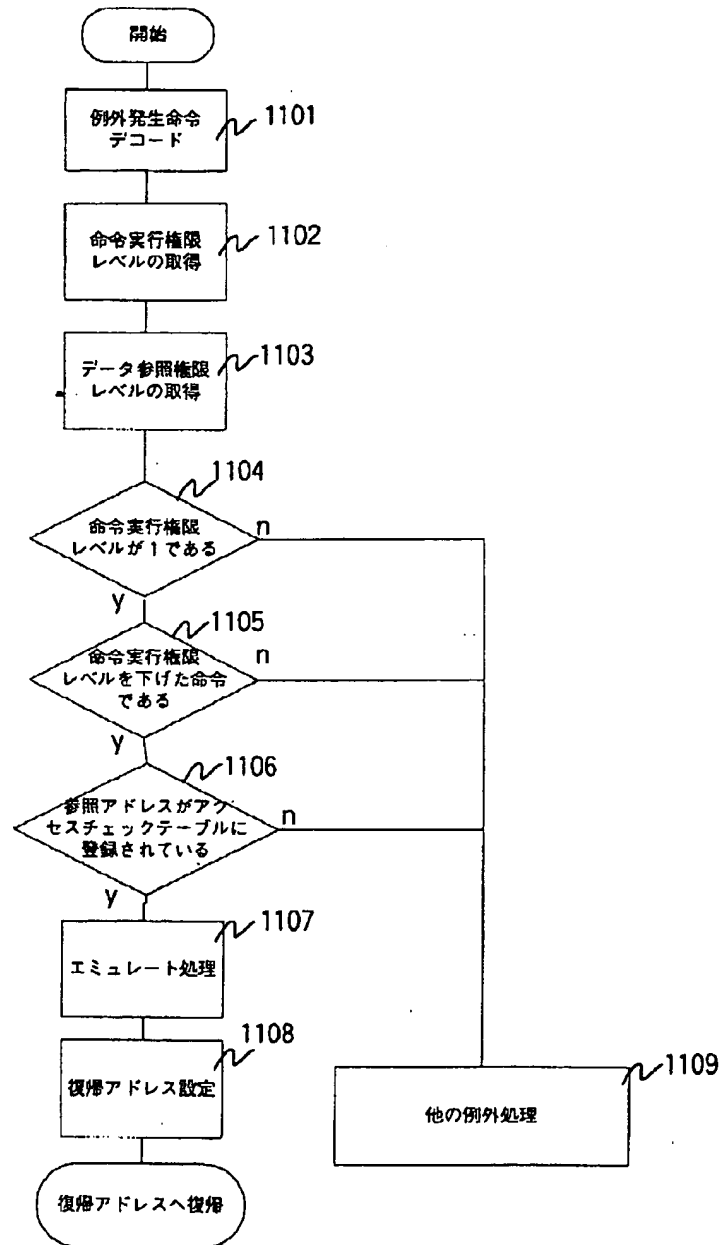 開始
例外発生命令
デコード
1101
命令実行権限
レベルの取得
1102
データ参照権限
レベルの取得
1103
1104
命令実行権限
レベルが1である
n
y
1105
命令実行権限
レベルを下げた命令
である
n
y
1106
参照アドレスがアク
セスチェックテーブルに
登録されている
n
y
1107
エミュレート処理
1108
復帰アドレス設定
1109
他の例外処理
復帰アドレスへ復帰